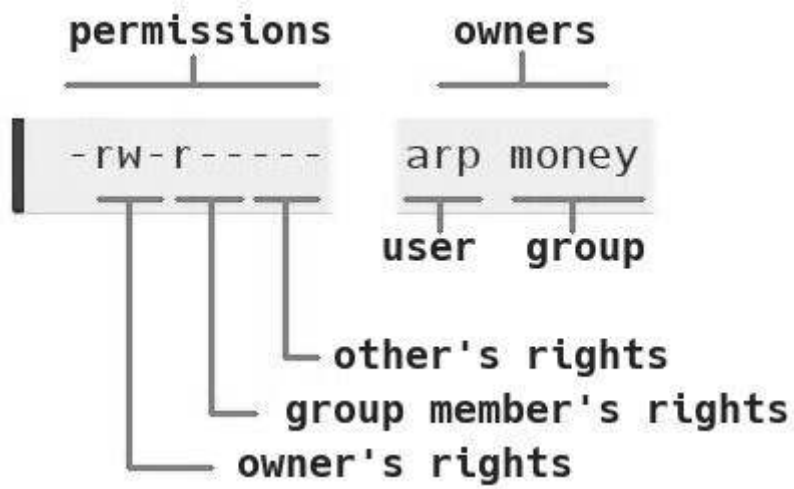 permissions owners
-rw-r----- arp money
user group
other's rights
group member's rights
owner's rights